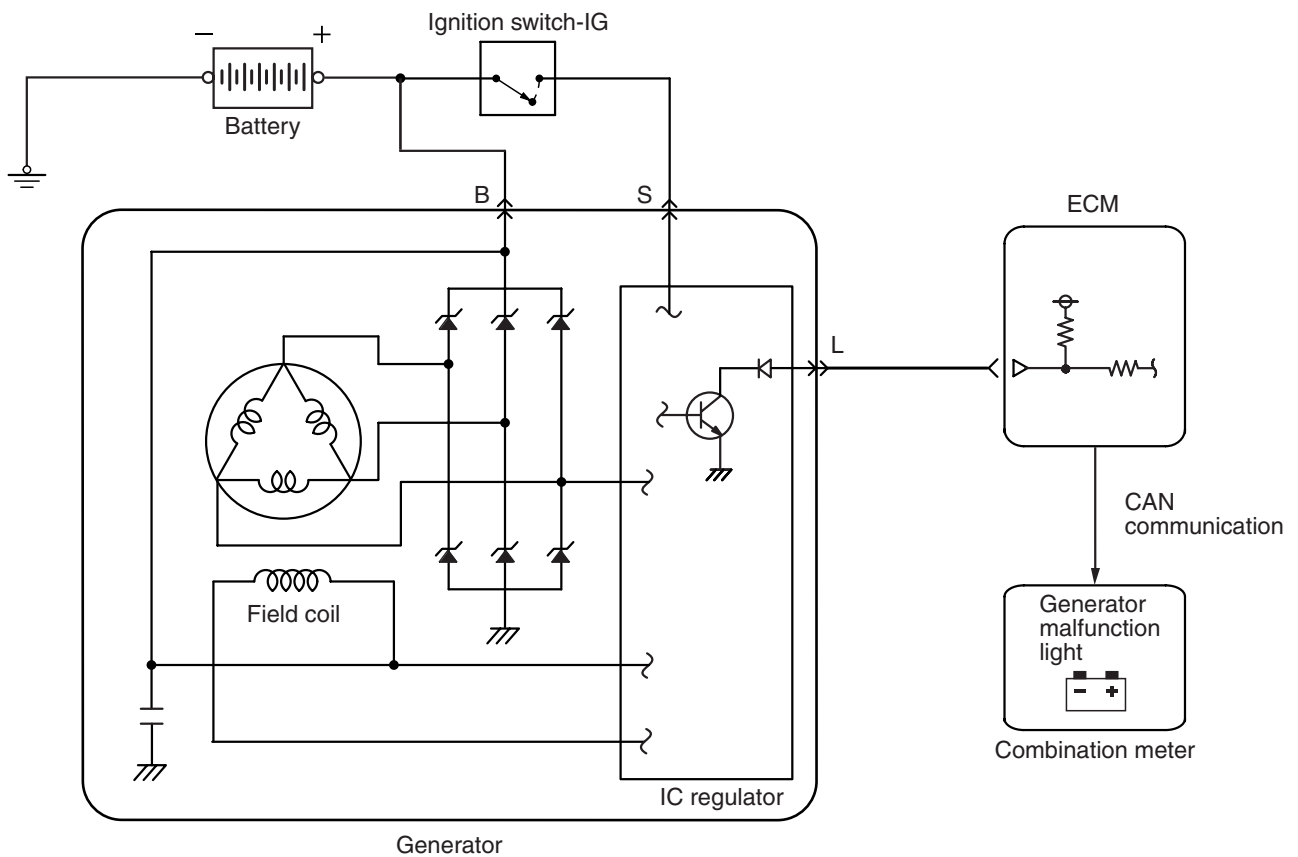 Ignition switch-IG
− +
Battery
B
S
ECM
L
CAN
communication
Field coil
Generator
malfunction
light
− +
Combination meter
IC regulator
Generator